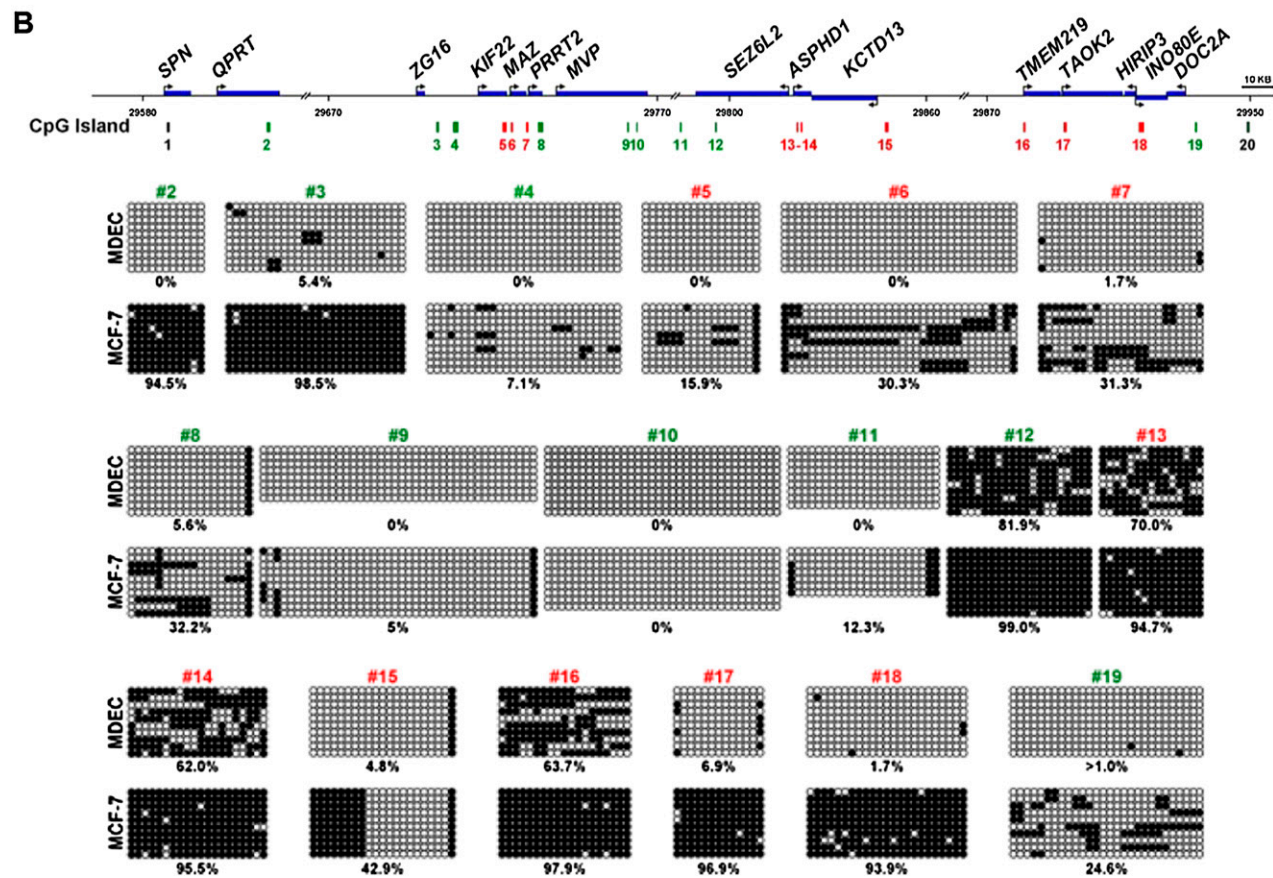 B
SPN QPRT ZG16 KIF22 MAZ PRRT2 MVP SEZ6L2 ASPHD1 KCTD13 TMEM219 TAOK2 HIRIP3 INO80E DOC2A
10 KB
29580 29670 29770 29800 29860 29870 29950
CpG Island
1 2 3 4 5 6 7 8 9 10 11 12 13-14 15 16 17 18 19 20
#2 #3 #4 #5 #6 #7
MDEC
0% 5.4% 0% 0% 0% 1.7%
MCF-7
94.5% 98.5% 7.1% 15.9% 30.3% 31.3%
#8 #9 #10 #11 #12 #13
MDEC
5.6% 0% 0% 0% 81.9% 70.0%
MCF-7
32.2% 5% 0% 12.3% 99.0% 94.7%
#14 #15 #16 #17 #18 #19
MDEC
62.0% 4.8% 63.7% 6.9% 1.7% >1.0%
MCF-7
95.5% 42.9% 97.9% 96.9% 93.9% 24.6%